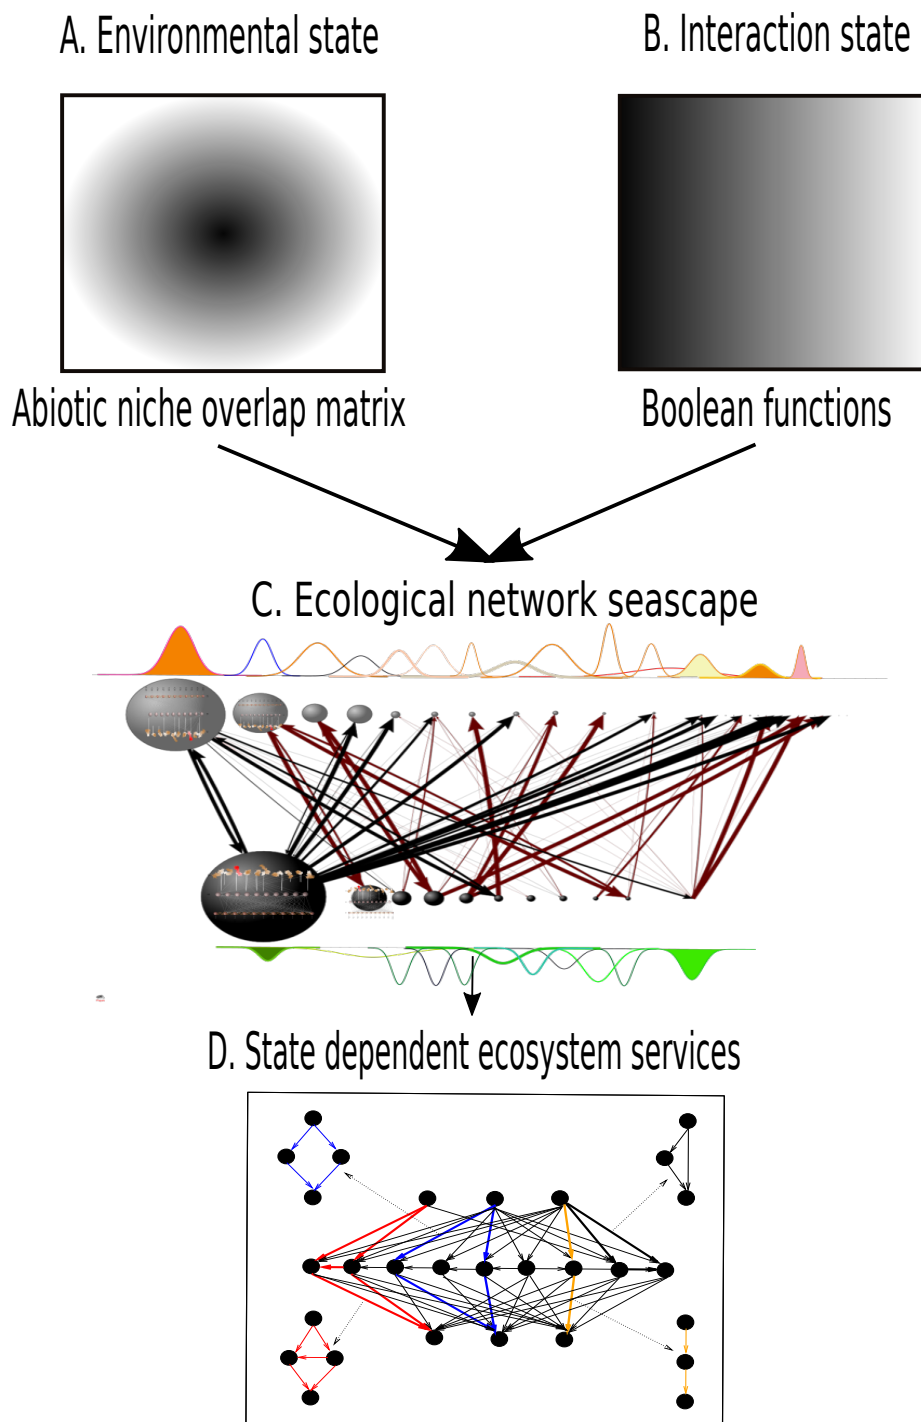 A. Environmental state
B. Interaction state
Abiotic niche overlap matrix
Boolean functions
C. Ecological network seascape
D. State dependent ecosystem services